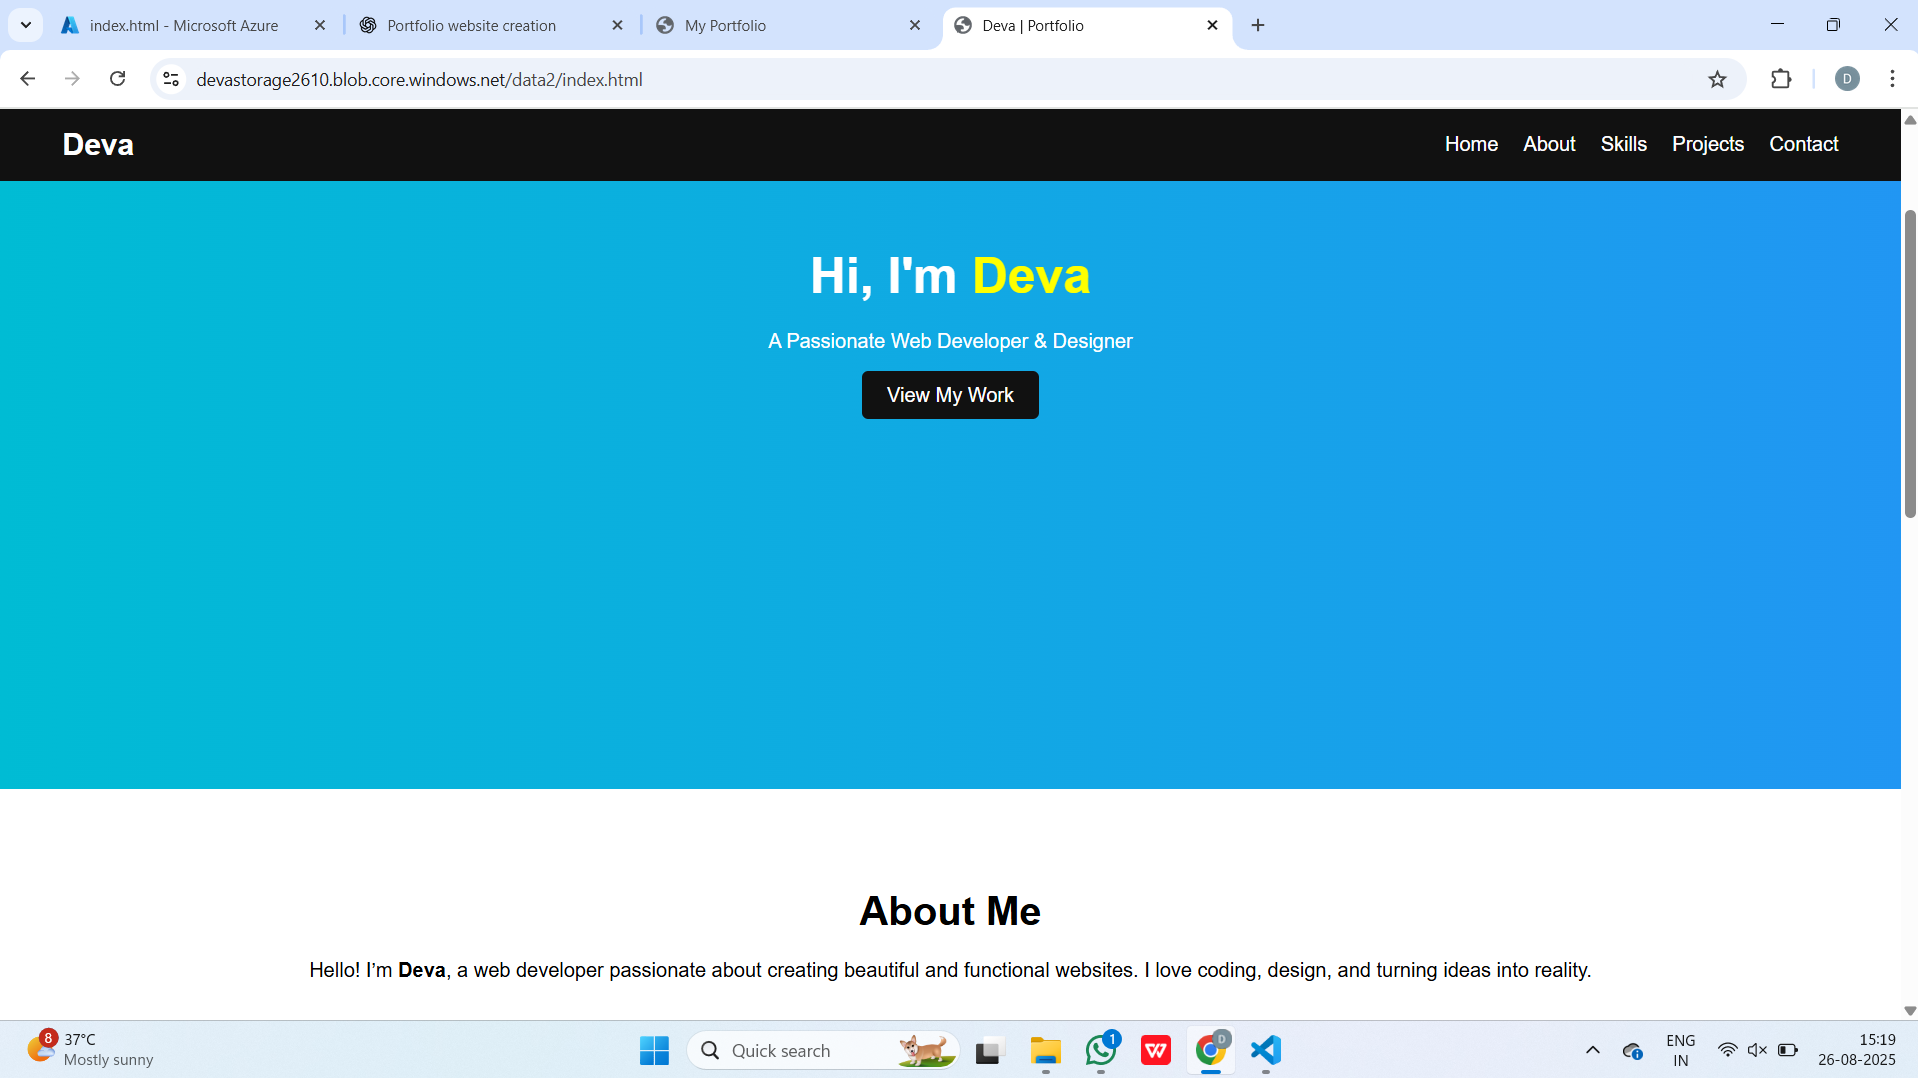 index.html - Microsoft Azure
Portfolio website creation
My Portfolio
Deva | Portfolio
devastorage2610.blob.core.windows.net/data2/index.html
D
Deva
Home About Skills Projects Contact
Hi, I'm Deva
A Passionate Web Developer & Designer
View My Work
About Me
Hello! I’m Deva, a web developer passionate about creating beautiful and functional websites. I love coding, design, and turning ideas into reality.
8
37°C
Mostly sunny
Quick search
1
W
D
ENG
IN
15:19
26-08-2025